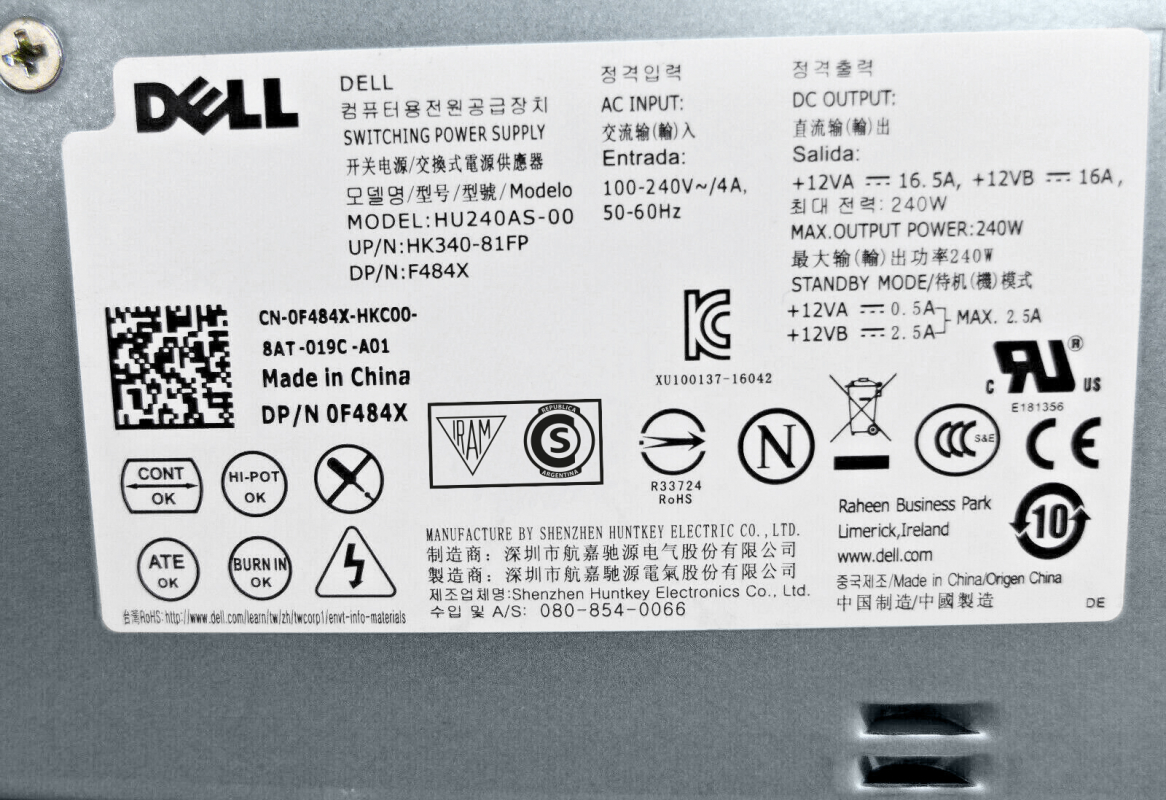 DELL
DELL
컴퓨터용전원공급장치
SWITCHING POWER SUPPLY
开关电源/交换式電源供應器
모델명/型号/型號/Modelo
MODEL:HU240AS-00
UP/N:HK340-81FP
DP/N:F484X
정격입력
AC INPUT:
交流输(輸)入
Entrada:
100-240V~/4A,
50-60Hz
정격출력
DC OUTPUT:
直流输(輸)出
Salida:
+12VA ⎓ 16.5A, +12VB ⎓ 16A,
최대 전력: 240W
MAX.OUTPUT POWER:240W
最大输(輸)出功率240W
STANDBY MODE/待机(機)模式
+12VA ⎓ 0.5A
+12VB ⎓ 2.5A
MAX. 2.5A
CN-0F484X-HKC00-
8AT-019C-A01
Made in China
DP/N 0F484X
KC
XU100137-16042
c RU ® US
E181356
CONT
OK
HI-POT
OK
IRAM
REPUBLICA
S
ARGENTINA
R33724
RoHS
N
CCC S&E
CE
ATE
OK
BURN IN
OK
MANUFACTURE BY SHENZHEN HUNTKEY ELECTRIC CO.,LTD.
制造商：深圳市航嘉驰源电气股份有限公司
製造商：深圳市航嘉馳源電氣股份有限公司
제조업체명:Shenzhen Huntkey Electronics Co., Ltd.
수입 및 A/S: 080-854-0066
Raheen Business Park
Limerick,Ireland
www.dell.com
10
중국제조/Made in China/Origen China
中国制造/中國製造
DE
台灣RoHS: http://www.dell.com/learn/tw/zh/twcorp1/envt-info-materials